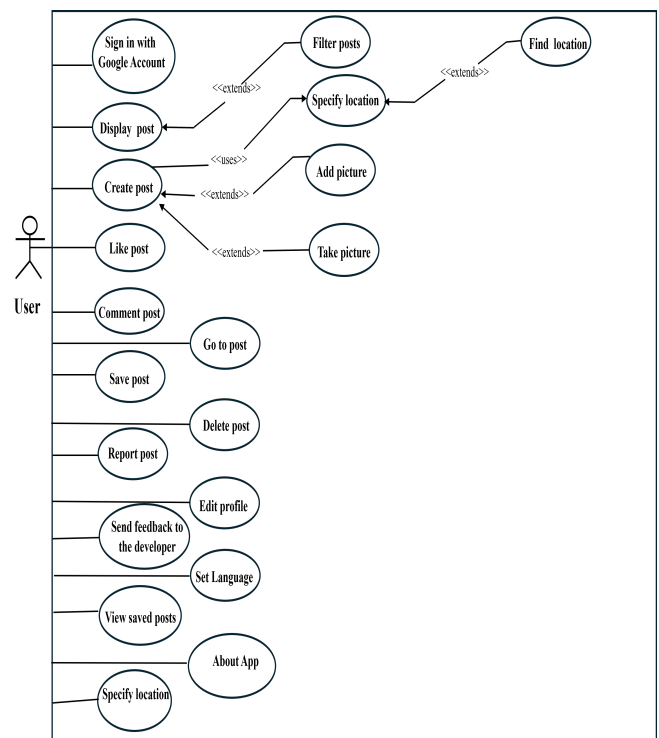 Sign in with
Google Account
Filter posts
Find location
<<extends>>
<<extends>>
Specify location
Display post
<<uses>>
Create post
Add picture
<<extends>>
Like post
<<extends>>
Take picture
User
Comment post
Go to post
Save post
Delete post
Report post
Edit profile
Send feedback to
the developer
Set Language
View saved posts
About App
Specify location